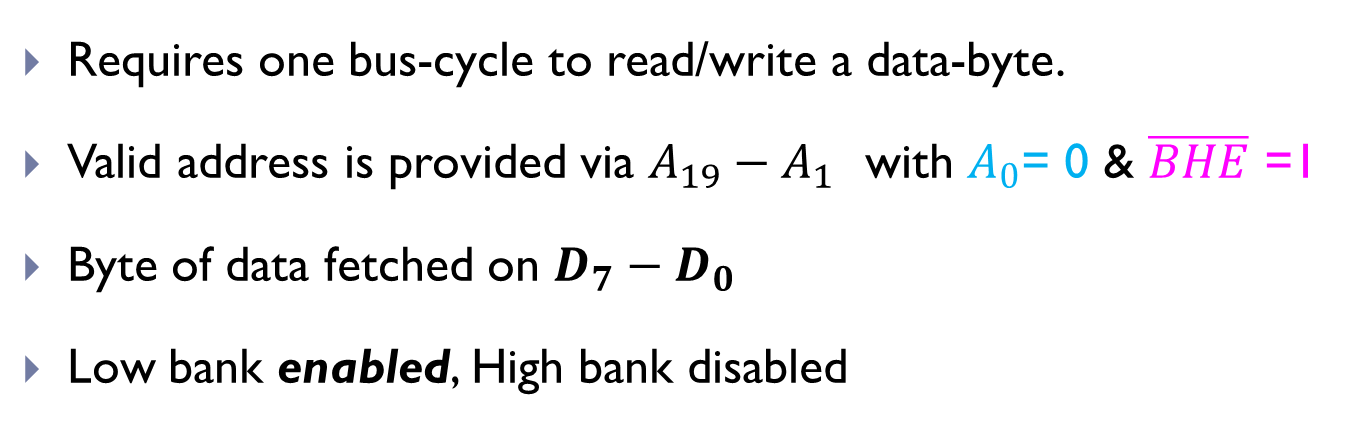 Requires one bus-cycle to read/write a data-byte.
Valid address is provided via A₁₉ − A₁ with A₀= 0 & B̅H̅E̅ =1
Byte of data fetched on D₇ − D₀
Low bank enabled, High bank disabled